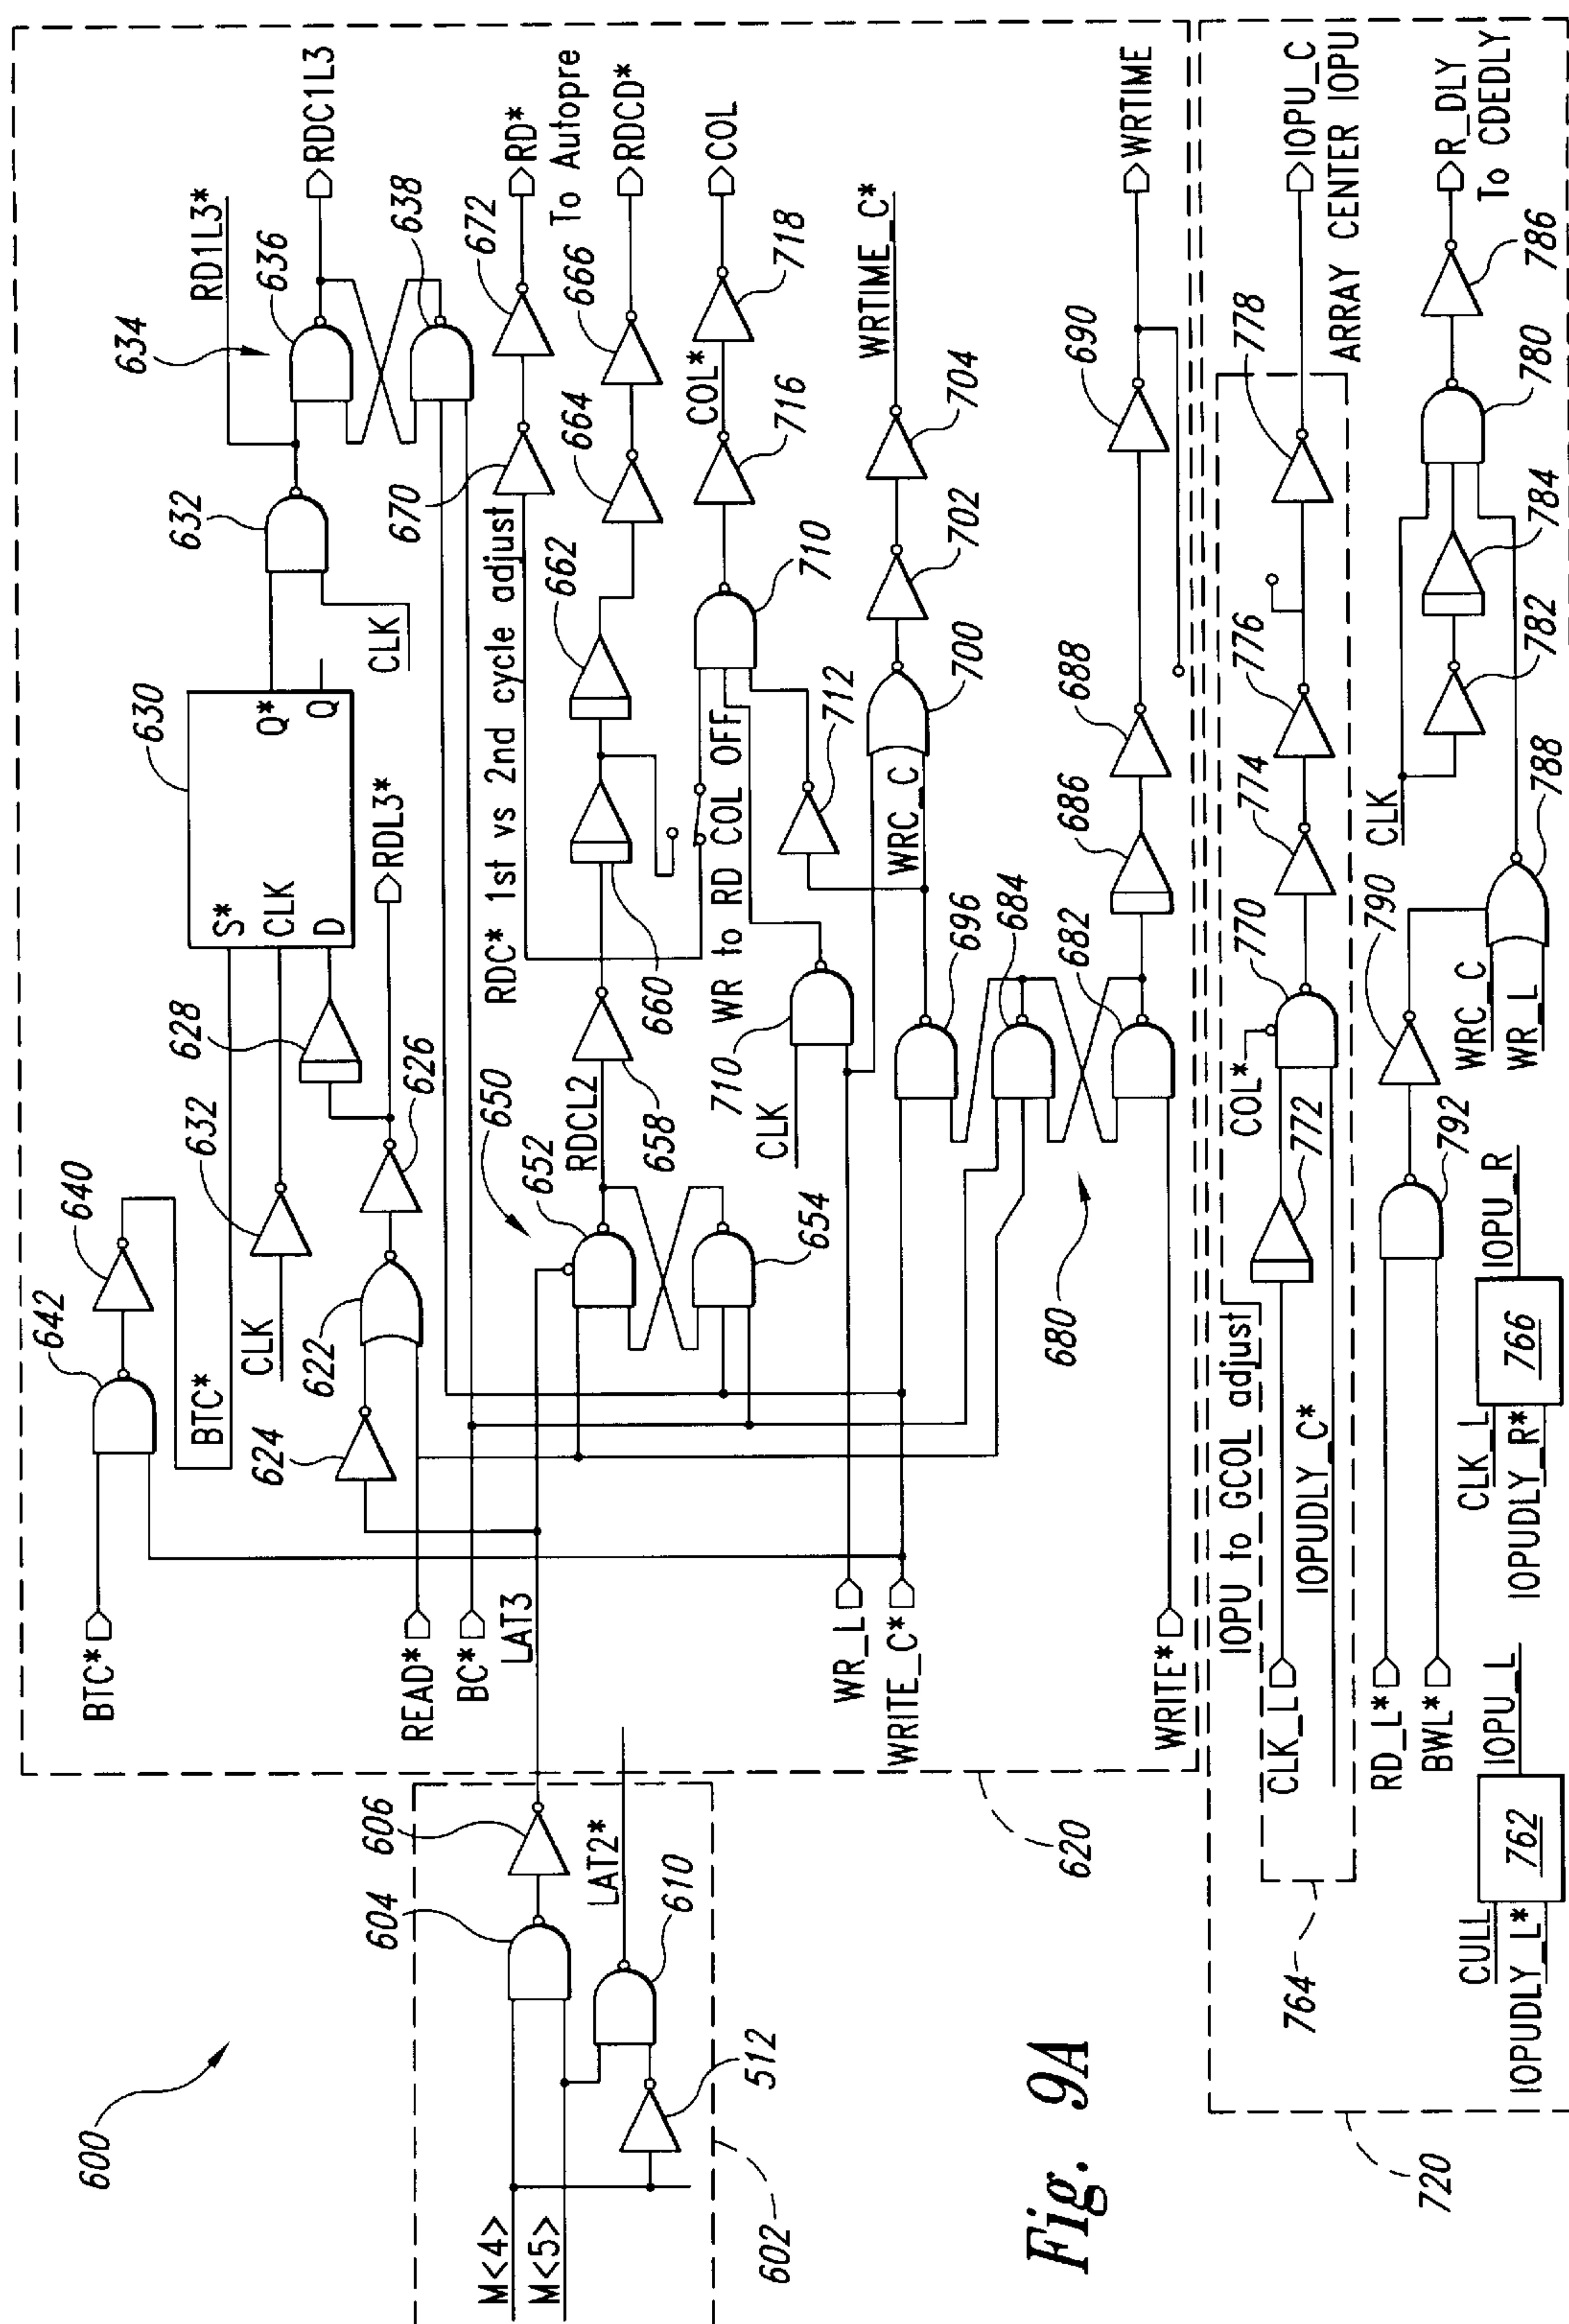 Fig. 9A
600
M<4>
M<5>
602
604
606
LAT2*
610
512
620
BTC*
READ*
BC*
LAT3
WR_L
WRITE_C*
WRITE*
642
640
BTC*
CLK
632
622
624
626
628
RDL3*
630
S*
CLK
D
Q*
Q
CLK
632
RD1L3*
634
636
638
RDC1L3
650
652
654
RDCL2
658
660
662
664
666
670
672
RD*
To Autopre
RDCD*
RDC* 1st vs 2nd cycle adjust
WR to RD COL OFF
CLK
710
710
712
COL*
716
718
COL
WRC_C
700
702
704
WRTIME_C*
696
684
682
680
686
688
690
WRTIME
720
764
IOPU to GCOL adjust
CLK_L
IOPUDLY_C*
COL*
772
770
774
776
778
IOPU_C
ARRAY CENTER IOPU
RD_L*
BWL*
792
790
WRC_C
WR_L
788
CLK
782
784
780
786
R_DLY
To CDEDLY
CULL
IOPUDLY_L*
762
IOPU_L
CLK_L
IOPUDLY_R*
766
IOPU_R